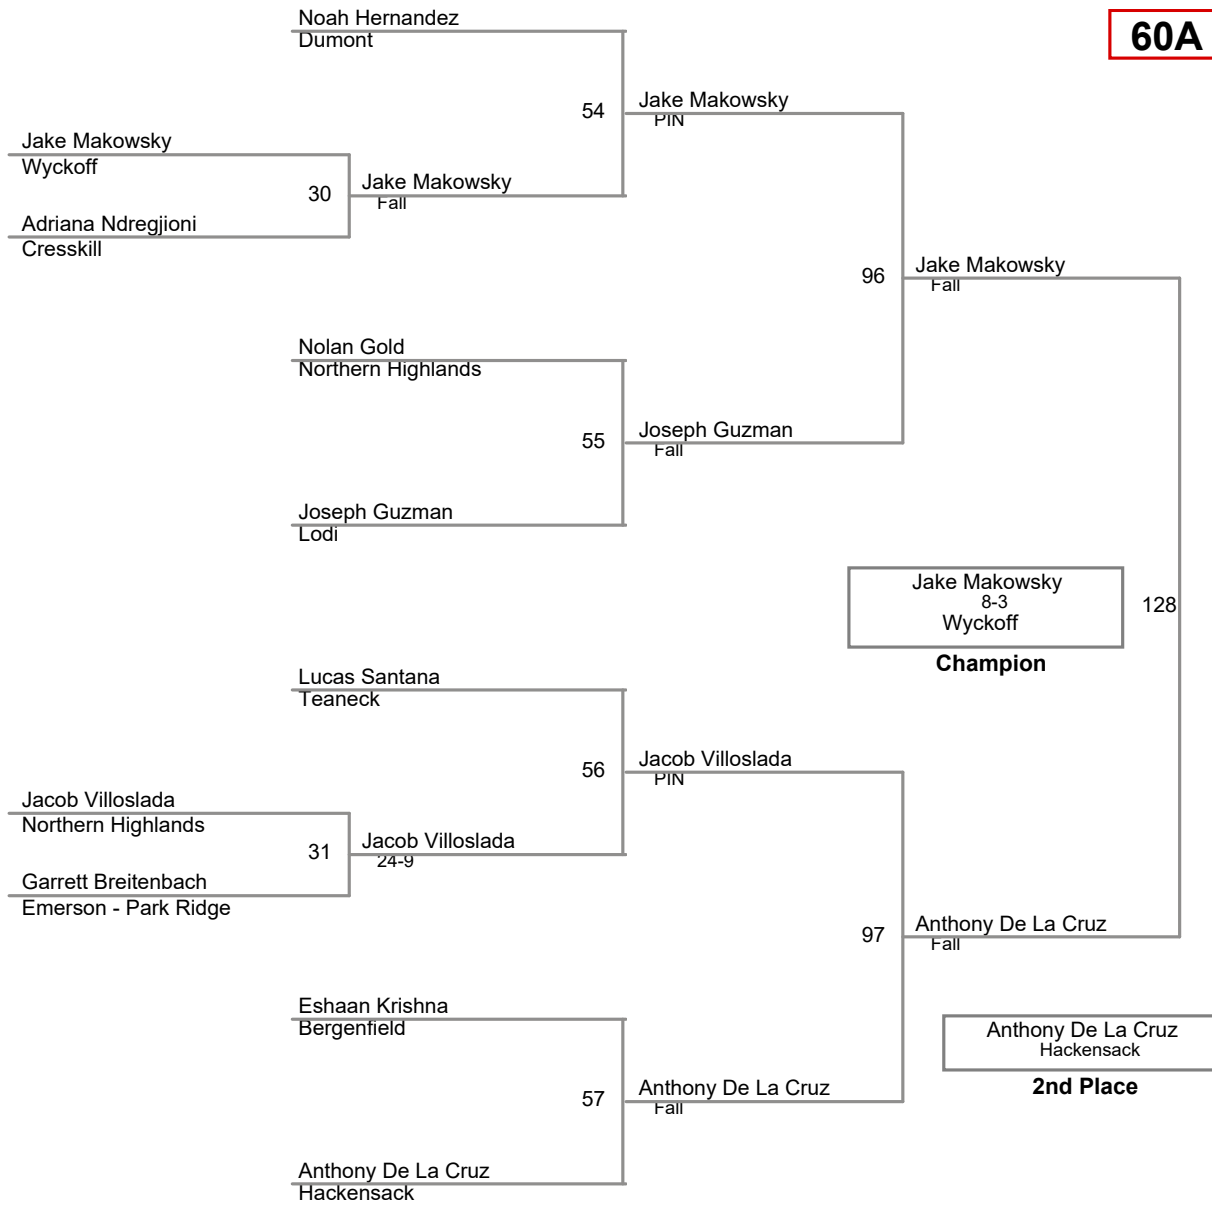 Noah Hernandez
Dumont
60A
54
Jake Makowsky
PIN
Jake Makowsky
Wyckoff
30
Jake Makowsky
Fall
Adriana Ndregjioni
Cresskill
96
Jake Makowsky
Fall
Nolan Gold
Northern Highlands
55
Joseph Guzman
Fall
Joseph Guzman
Lodi
Jake Makowsky
8-3
Wyckoff
128
Champion
Lucas Santana
Teaneck
56
Jacob Villoslada
PIN
Jacob Villoslada
Northern Highlands
31
Jacob Villoslada
24-9
Garrett Breitenbach
Emerson - Park Ridge
97
Anthony De La Cruz
Fall
Eshaan Krishna
Bergenfield
Anthony De La Cruz
Hackensack
2nd Place
57
Anthony De La Cruz
Fall
Anthony De La Cruz
Hackensack